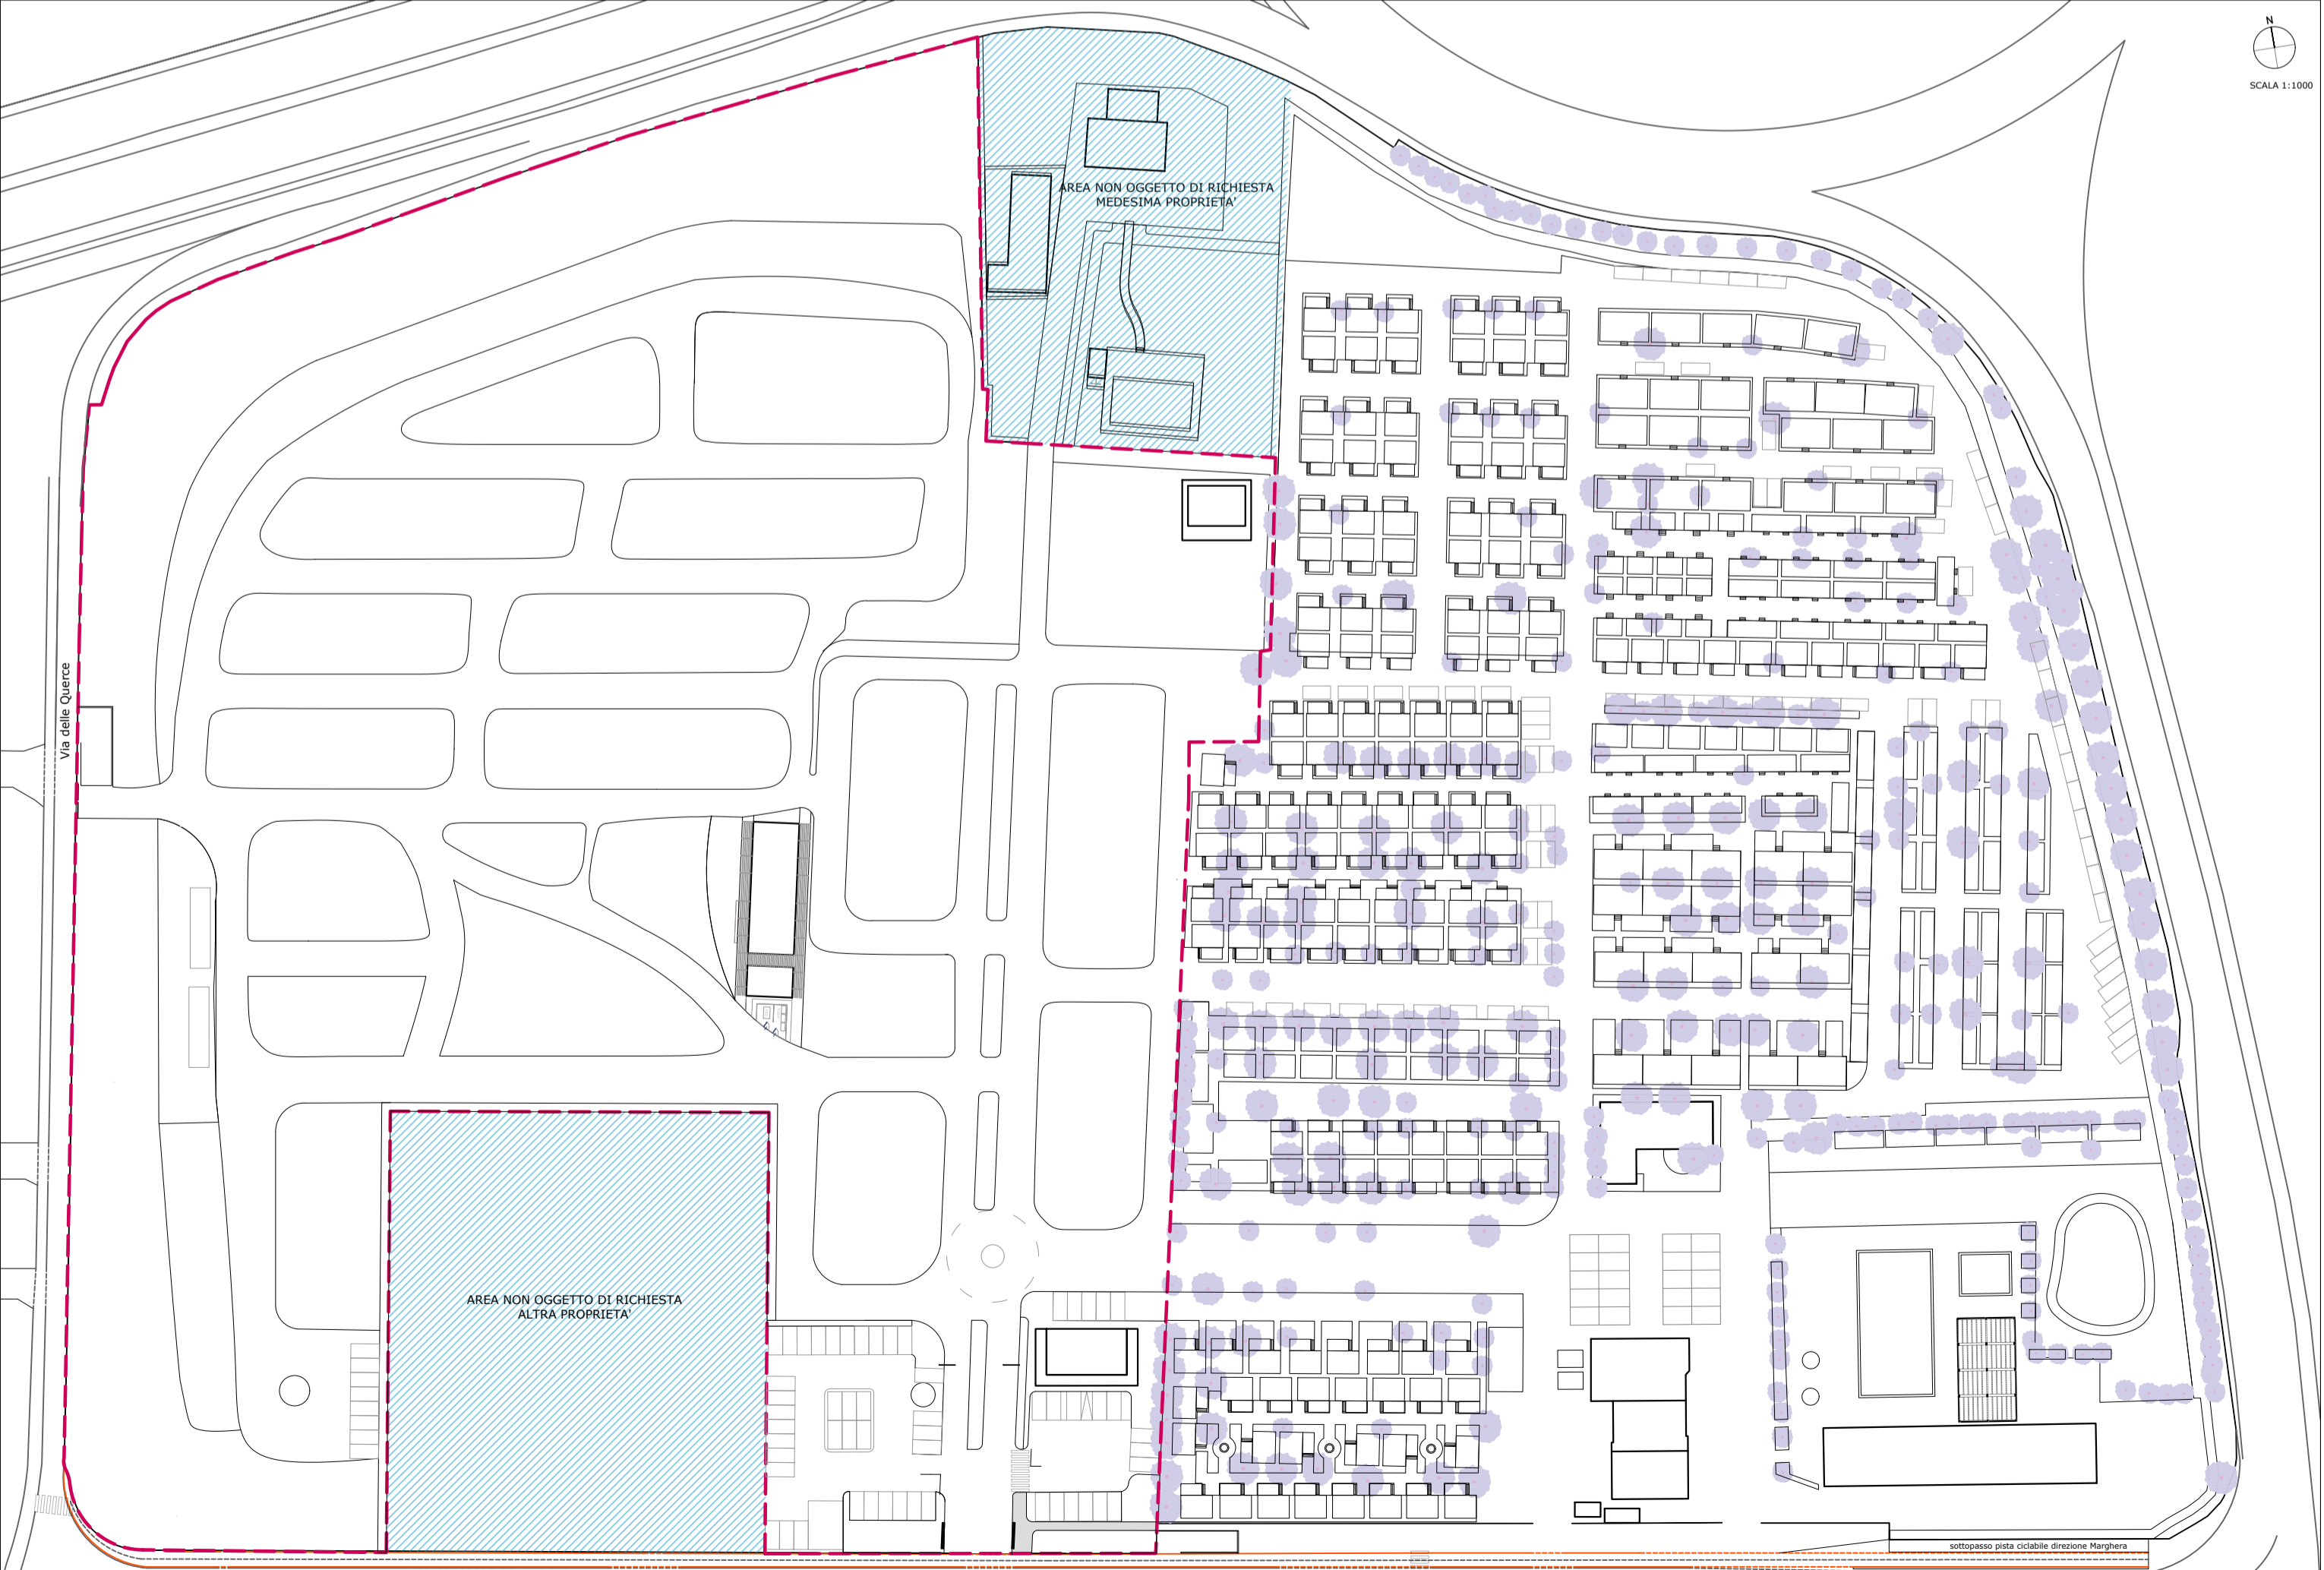 N
SCALA 1:1000
AREA NON OGGETTO DI RICHIESTA
MEDESIMA PROPRIETA'
Via delle Querce
AREA NON OGGETTO DI RICHIESTA
ALTRA PROPRIETA'
sottopasso pista ciclabile direzione Marghera